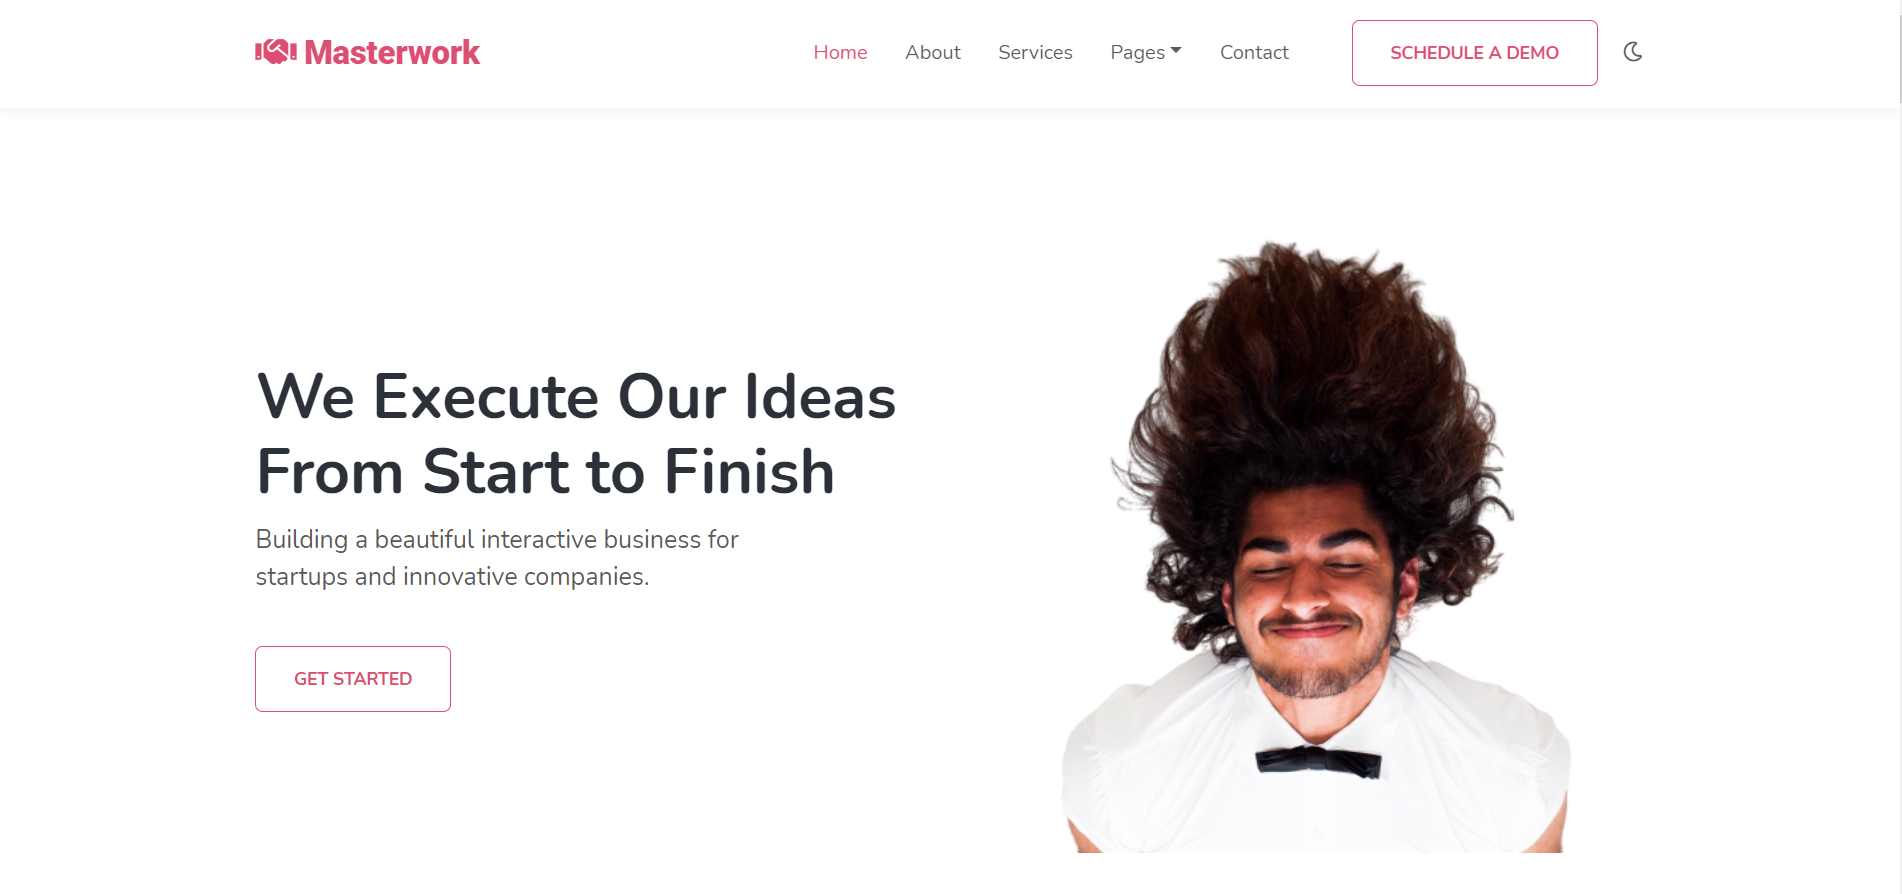 Masterwork
Home About Services Pages Contact SCHEDULE A DEMO
We Execute Our Ideas
From Start to Finish
Building a beautiful interactive business for
startups and innovative companies.
GET STARTED